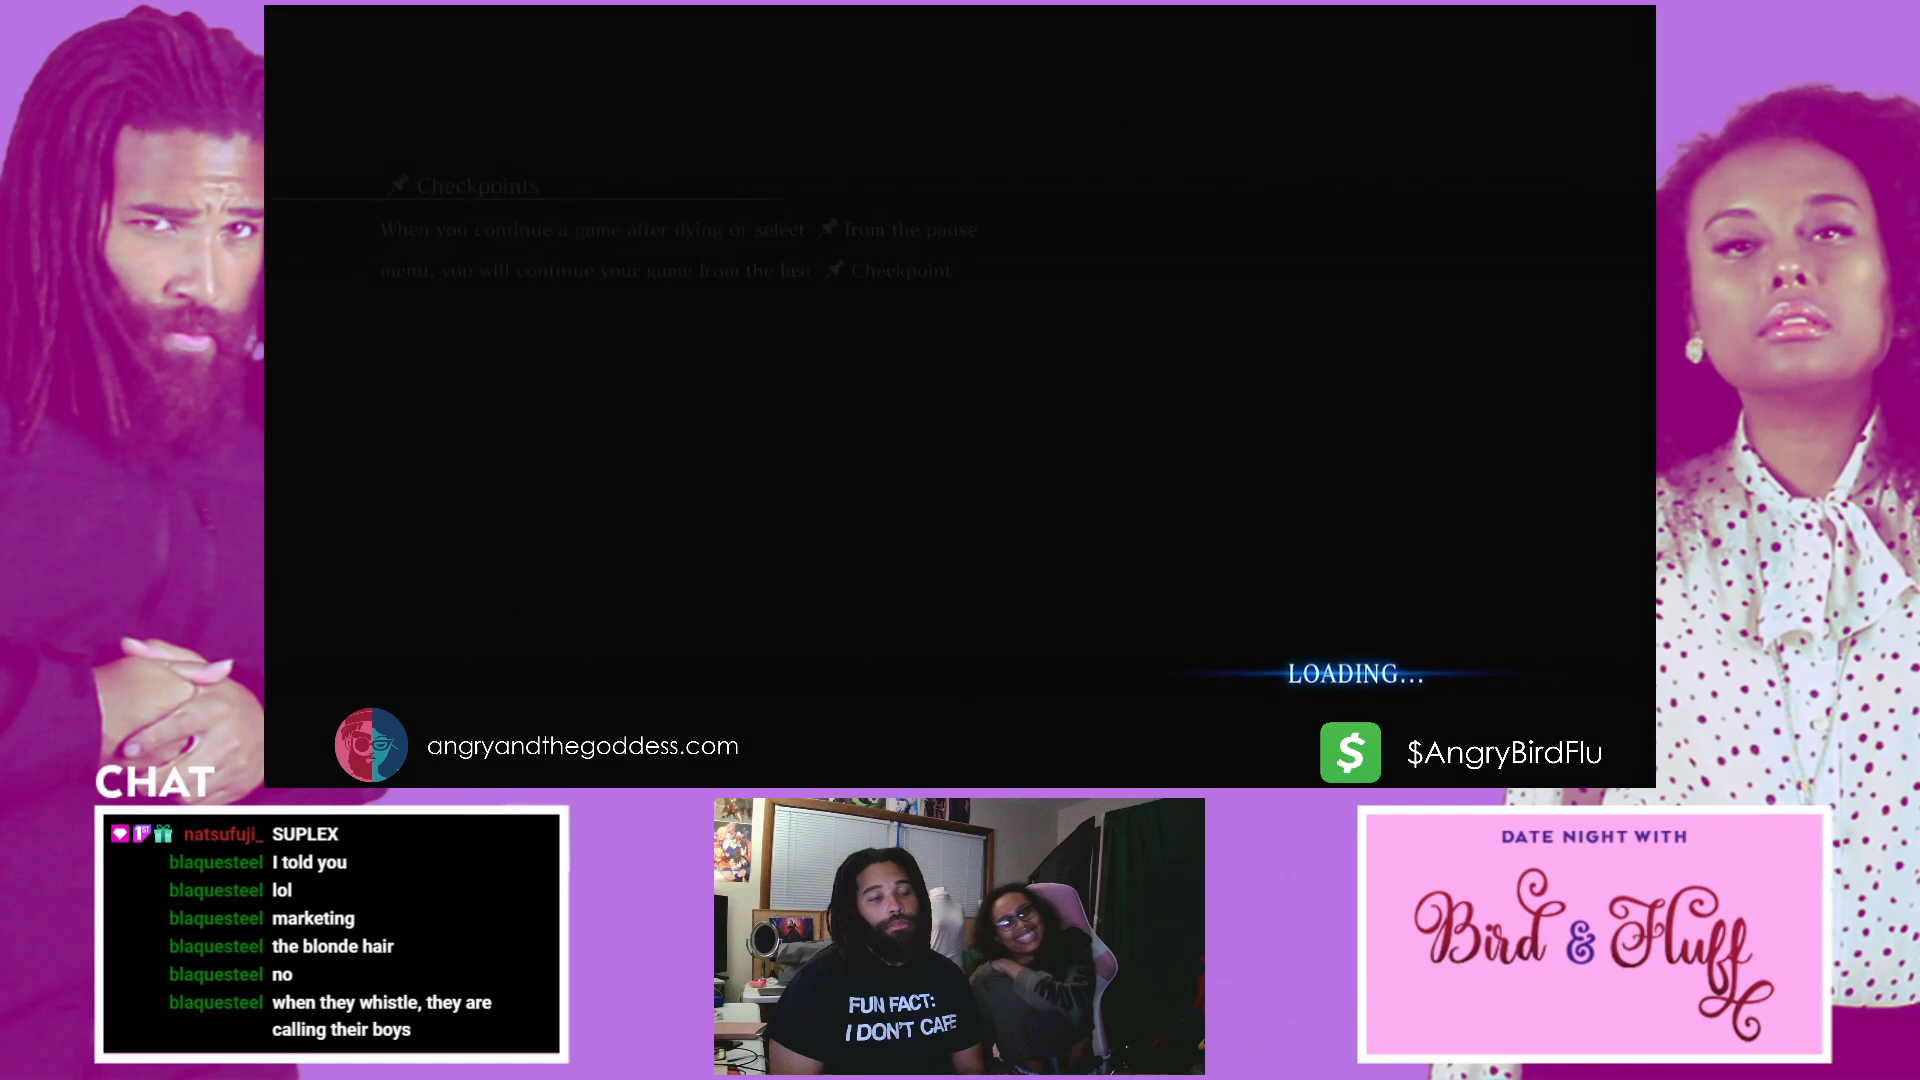 Checkpoints
When you continue a game after dying or select from the pause
menu, you will continue your game from the last Checkpoint.
LOADING...
angryandthegoddess.com
$
$AngryBirdFlu
CHAT
1ST natsufuji_ SUPLEX
blaquesteel I told you
blaquesteel lol
blaquesteel marketing
blaquesteel the blonde hair
blaquesteel no
blaquesteel when they whistle, they are
calling their boys
FUN FACT:
I DON'T CARE
DATE NIGHT WITH
Bird & Fluff